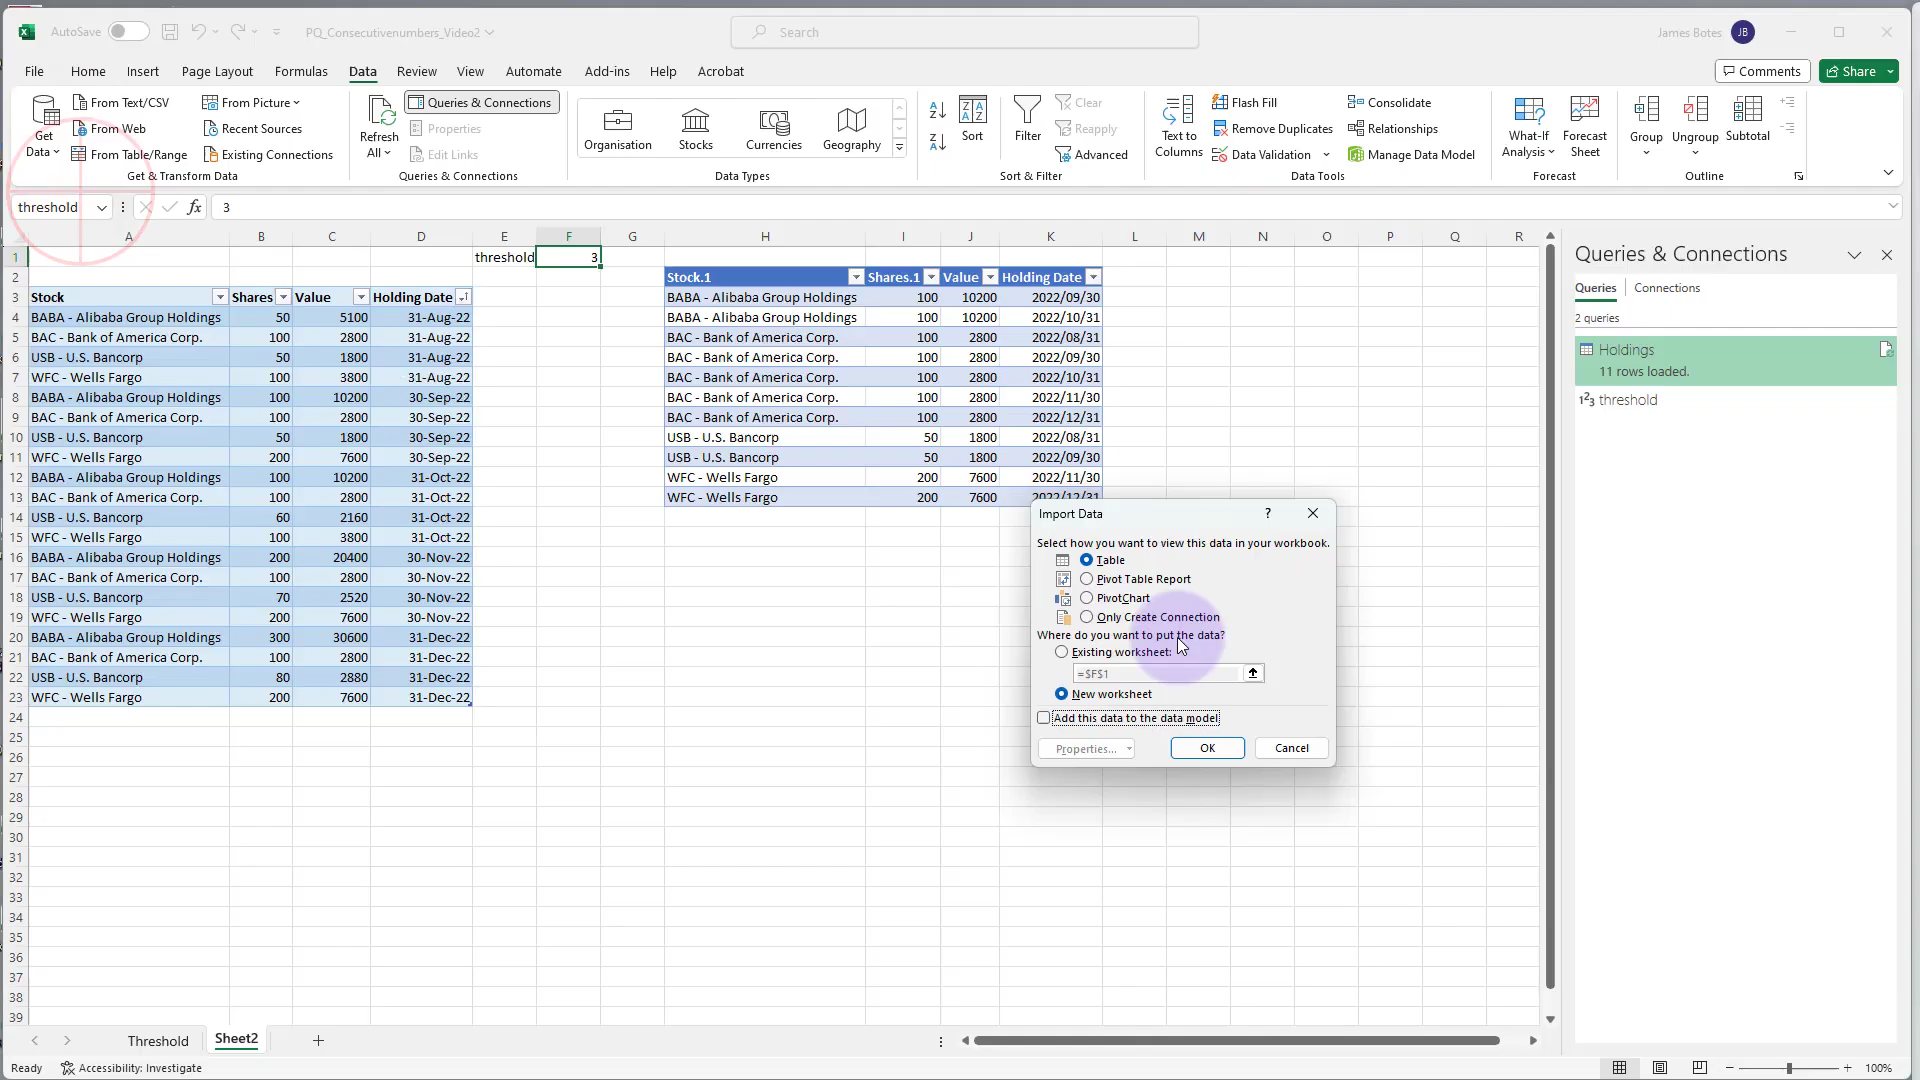 AutoSave
PQ_Consecutivenumbers_Video2
Search
James Botes
JB
File Home Insert Page Layout Formulas Data Review View Automate Add-ins Help Acrobat
Comments
Share
Get Data
From Text/CSV
From Web
From Table/Range
From Picture
Recent Sources
Existing Connections
Get & Transform Data
Refresh All
Queries & Connections
Properties
Edit Links
Queries & Connections
Organisation
Stocks
Currencies
Geography
Data Types
Sort
Filter
Clear
Reapply
Advanced
Sort & Filter
Text to Columns
Flash Fill
Remove Duplicates
Data Validation
Consolidate
Relationships
Manage Data Model
Data Tools
What-If Analysis
Forecast Sheet
Forecast
Group
Ungroup
Subtotal
Outline
threshold
fx
3
A B C D E F G H I J K L M N O P Q R
1 threshold 3
2 Stock.1 Shares.1 Value Holding Date
3 Stock Shares Value Holding Date BABA - Alibaba Group Holdings 100 10200 2022/09/30
4 BABA - Alibaba Group Holdings 50 5100 31-Aug-22 BABA - Alibaba Group Holdings 100 10200 2022/10/31
5 BAC - Bank of America Corp. 100 2800 31-Aug-22 BAC - Bank of America Corp. 100 2800 2022/08/31
6 USB - U.S. Bancorp 50 1800 31-Aug-22 BAC - Bank of America Corp. 100 2800 2022/09/30
7 WFC - Wells Fargo 100 3800 31-Aug-22 BAC - Bank of America Corp. 100 2800 2022/10/31
8 BABA - Alibaba Group Holdings 100 10200 30-Sep-22 BAC - Bank of America Corp. 100 2800 2022/11/30
9 BAC - Bank of America Corp. 100 2800 30-Sep-22 BAC - Bank of America Corp. 100 2800 2022/12/31
10 USB - U.S. Bancorp 50 1800 30-Sep-22 USB - U.S. Bancorp 50 1800 2022/08/31
11 WFC - Wells Fargo 200 7600 30-Sep-22 USB - U.S. Bancorp 50 1800 2022/09/30
12 BABA - Alibaba Group Holdings 100 10200 31-Oct-22 WFC - Wells Fargo 200 7600 2022/11/30
13 BAC - Bank of America Corp. 100 2800 31-Oct-22 WFC - Wells Fargo 200 7600 2022/12/31
14 USB - U.S. Bancorp 60 2160 31-Oct-22
15 WFC - Wells Fargo 100 3800 31-Oct-22
16 BABA - Alibaba Group Holdings 200 20400 30-Nov-22
17 BAC - Bank of America Corp. 100 2800 30-Nov-22
18 USB - U.S. Bancorp 70 2520 30-Nov-22
19 WFC - Wells Fargo 200 7600 30-Nov-22
20 BABA - Alibaba Group Holdings 300 30600 31-Dec-22
21 BAC - Bank of America Corp. 100 2800 31-Dec-22
22 USB - U.S. Bancorp 80 2880 31-Dec-22
23 WFC - Wells Fargo 200 7600 31-Dec-22
24
25
26
27
28
29
30
31
32
33
34
35
36
37
38
39
Import Data
?
Select how you want to view this data in your workbook.
Table
Pivot Table Report
PivotChart
Only Create Connection
Where do you want to put the data?
Existing worksheet:
=$F$1
New worksheet
Add this data to the data model
Properties...
OK
Cancel
Queries & Connections
Queries
Connections
2 queries
Holdings
11 rows loaded.
123 threshold
Threshold
Sheet2
Ready
Accessibility: Investigate
100%